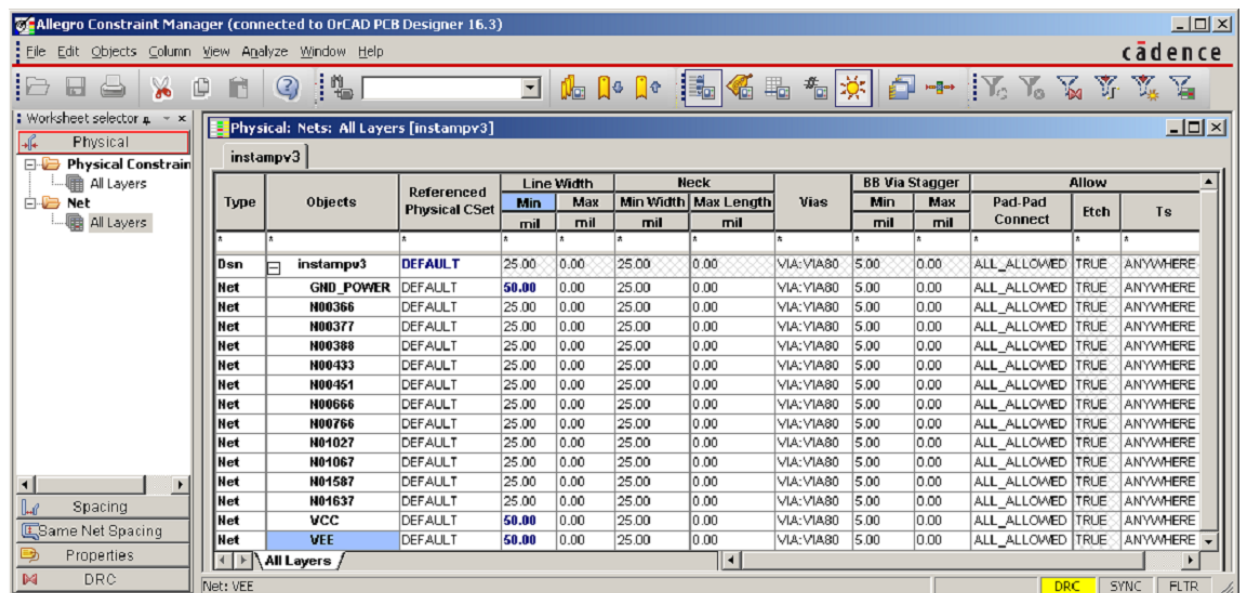 Allegro Constraint Manager (connected to OrCAD PCB Designer 16.3)
File Edit Objects Column View Analyze Window Help
cādence
Worksheet selector
Physical
Physical Constrain
All Layers
Net
All Layers
Spacing
Same Net Spacing
Properties
DRC
Physical: Nets: All Layers [instampv3]
instampv3
Type Objects Referenced Physical CSet Line Width Neck Vias BB Via Stagger Allow
Min Max Min Width Max Length Min Max Pad-Pad Connect Etch Ts
mil mil mil mil mil mil
* * * * * * * * * * * *
Dsn instampv3 DEFAULT 25.00 0.00 25.00 0.00 VIA:VIA80 5.00 0.00 ALL_ALLOWED TRUE ANYWHERE
Net GND_POWER DEFAULT 50.00 0.00 25.00 0.00 VIA:VIA80 5.00 0.00 ALL_ALLOWED TRUE ANYWHERE
Net N00366 DEFAULT 25.00 0.00 25.00 0.00 VIA:VIA80 5.00 0.00 ALL_ALLOWED TRUE ANYWHERE
Net N00377 DEFAULT 25.00 0.00 25.00 0.00 VIA:VIA80 5.00 0.00 ALL_ALLOWED TRUE ANYWHERE
Net N00388 DEFAULT 25.00 0.00 25.00 0.00 VIA:VIA80 5.00 0.00 ALL_ALLOWED TRUE ANYWHERE
Net N00433 DEFAULT 25.00 0.00 25.00 0.00 VIA:VIA80 5.00 0.00 ALL_ALLOWED TRUE ANYWHERE
Net N00451 DEFAULT 25.00 0.00 25.00 0.00 VIA:VIA80 5.00 0.00 ALL_ALLOWED TRUE ANYWHERE
Net N00666 DEFAULT 25.00 0.00 25.00 0.00 VIA:VIA80 5.00 0.00 ALL_ALLOWED TRUE ANYWHERE
Net N00766 DEFAULT 25.00 0.00 25.00 0.00 VIA:VIA80 5.00 0.00 ALL_ALLOWED TRUE ANYWHERE
Net N01027 DEFAULT 25.00 0.00 25.00 0.00 VIA:VIA80 5.00 0.00 ALL_ALLOWED TRUE ANYWHERE
Net N01067 DEFAULT 25.00 0.00 25.00 0.00 VIA:VIA80 5.00 0.00 ALL_ALLOWED TRUE ANYWHERE
Net N01587 DEFAULT 25.00 0.00 25.00 0.00 VIA:VIA80 5.00 0.00 ALL_ALLOWED TRUE ANYWHERE
Net N01637 DEFAULT 25.00 0.00 25.00 0.00 VIA:VIA80 5.00 0.00 ALL_ALLOWED TRUE ANYWHERE
Net VCC DEFAULT 50.00 0.00 25.00 0.00 VIA:VIA80 5.00 0.00 ALL_ALLOWED TRUE ANYWHERE
Net VEE DEFAULT 50.00 0.00 25.00 0.00 VIA:VIA80 5.00 0.00 ALL_ALLOWED TRUE ANYWHERE
All Layers
Net: VEE
DRC SYNC FLTR